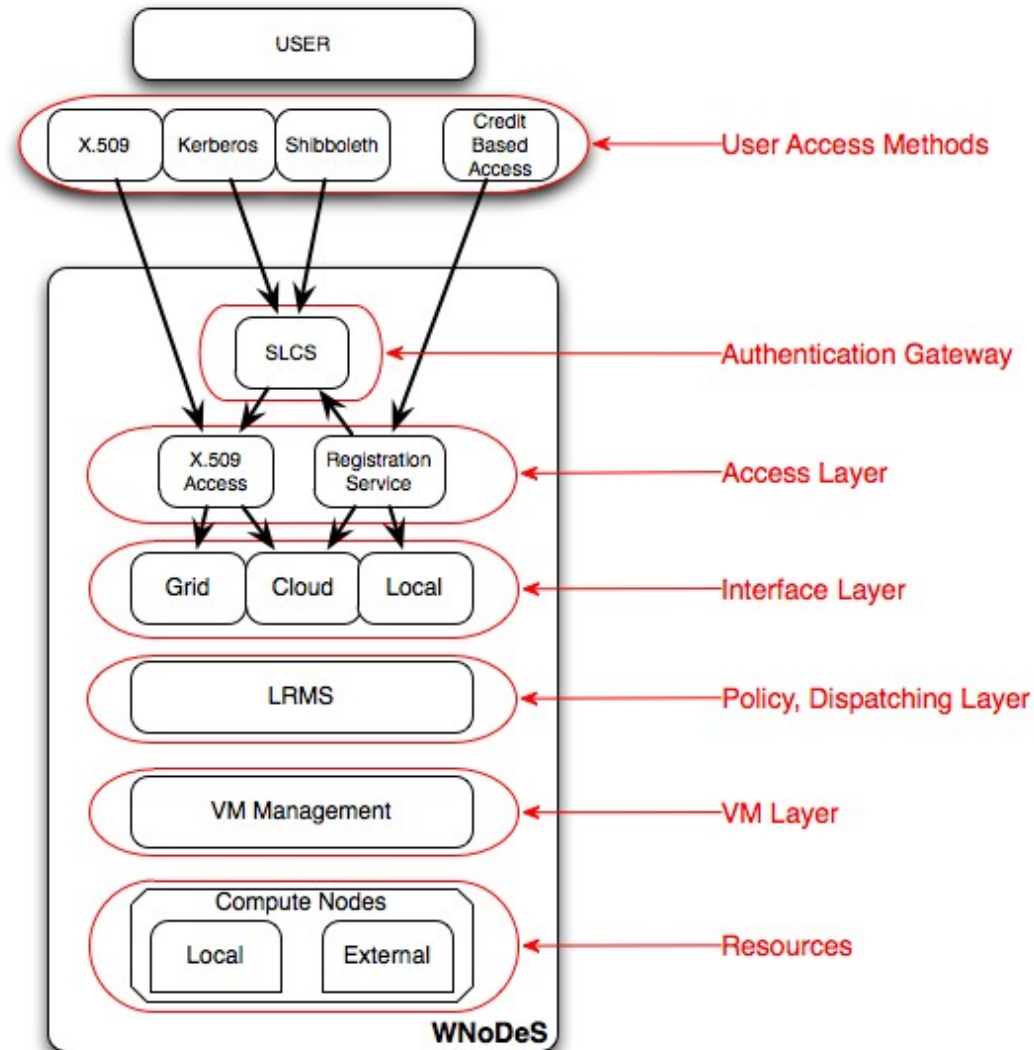 USER
X.509
Kerberos
Shibboleth
Credit
Based
Access
User Access Methods
SLCS
Authentication Gateway
X.509
Access
Registration
Service
Access Layer
Grid
Cloud
Local
Interface Layer
LRMS
Policy, Dispatching Layer
VM Management
VM Layer
Compute Nodes
Local
External
Resources
WNoDeS